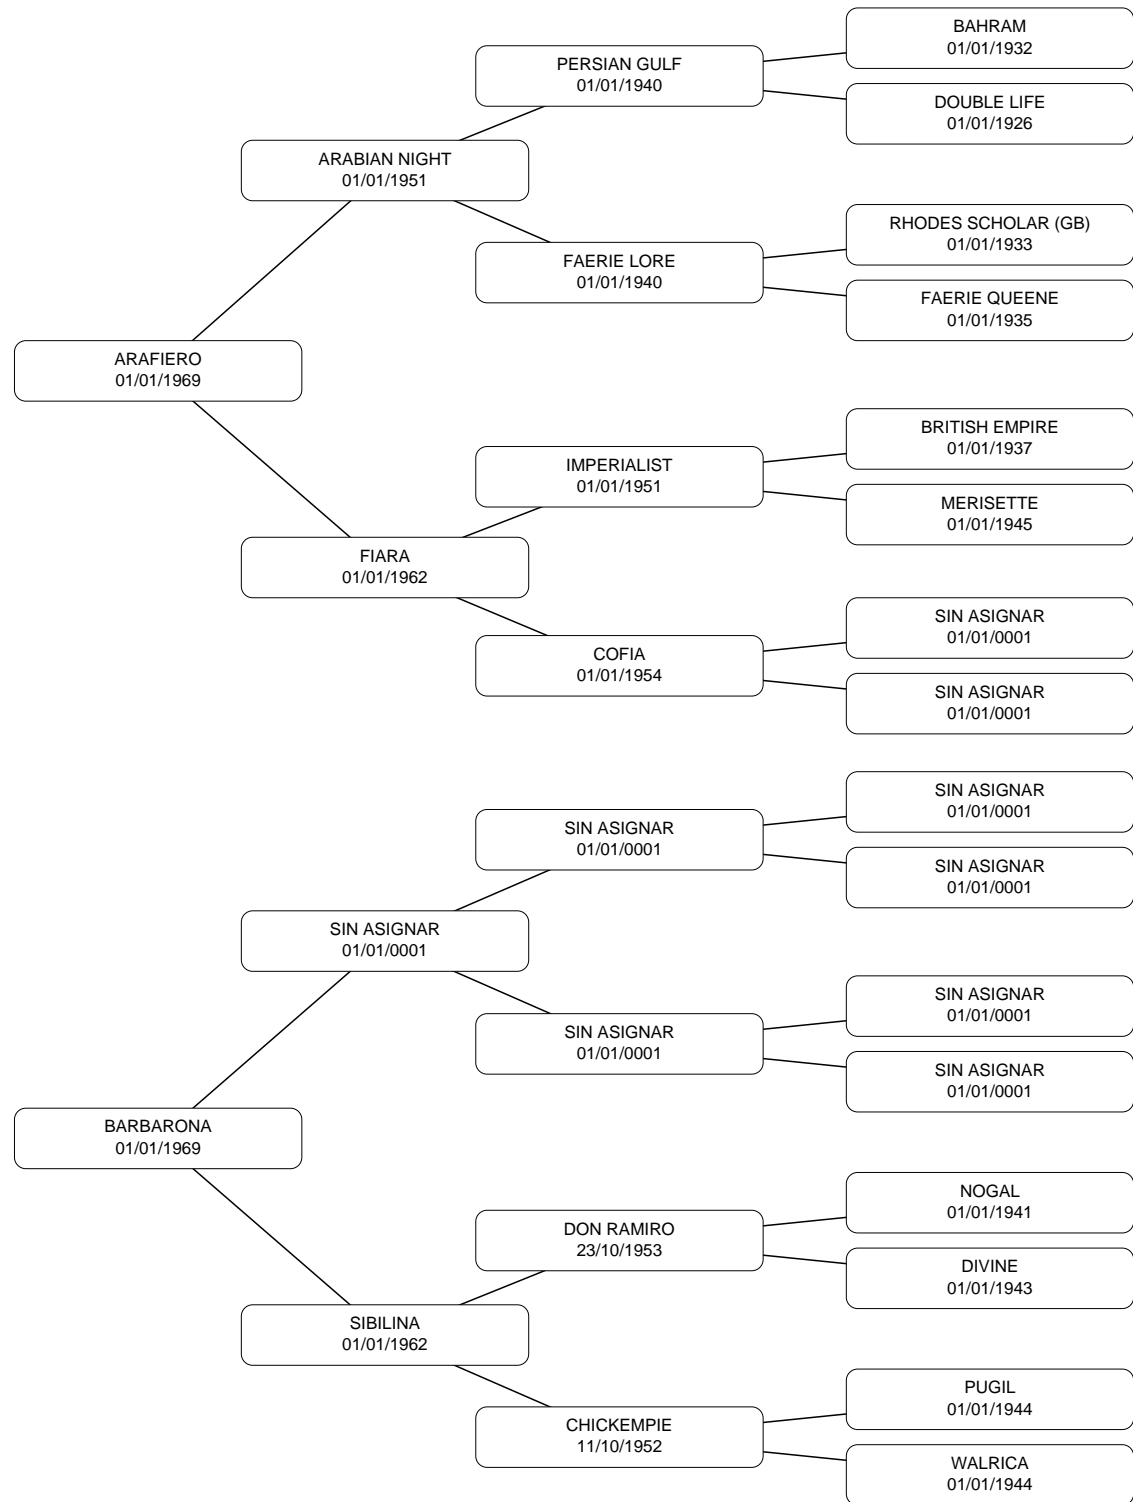 BAHRAM
01/01/1932
PERSIAN GULF
01/01/1940
DOUBLE LIFE
01/01/1926
ARABIAN NIGHT
01/01/1951
RHODES SCHOLAR (GB)
01/01/1933
FAERIE LORE
01/01/1940
FAERIE QUEENE
01/01/1935
ARAFIERO
01/01/1969
BRITISH EMPIRE
01/01/1937
IMPERIALIST
01/01/1951
MERISETTE
01/01/1945
FIARA
01/01/1962
SIN ASIGNAR
01/01/0001
COFIA
01/01/1954
SIN ASIGNAR
01/01/0001
SIN ASIGNAR
01/01/0001
SIN ASIGNAR
01/01/0001
SIN ASIGNAR
01/01/0001
SIN ASIGNAR
01/01/0001
SIN ASIGNAR
01/01/0001
SIN ASIGNAR
01/01/0001
SIN ASIGNAR
01/01/0001
BARBARONA
01/01/1969
NOGAL
01/01/1941
DON RAMIRO
23/10/1953
DIVINE
01/01/1943
SIBILINA
01/01/1962
PUGIL
01/01/1944
CHICKEMPIE
11/10/1952
WALRICA
01/01/1944